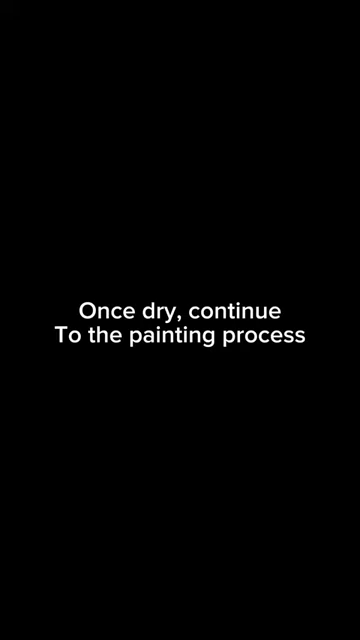 Once dry, continue
To the painting process